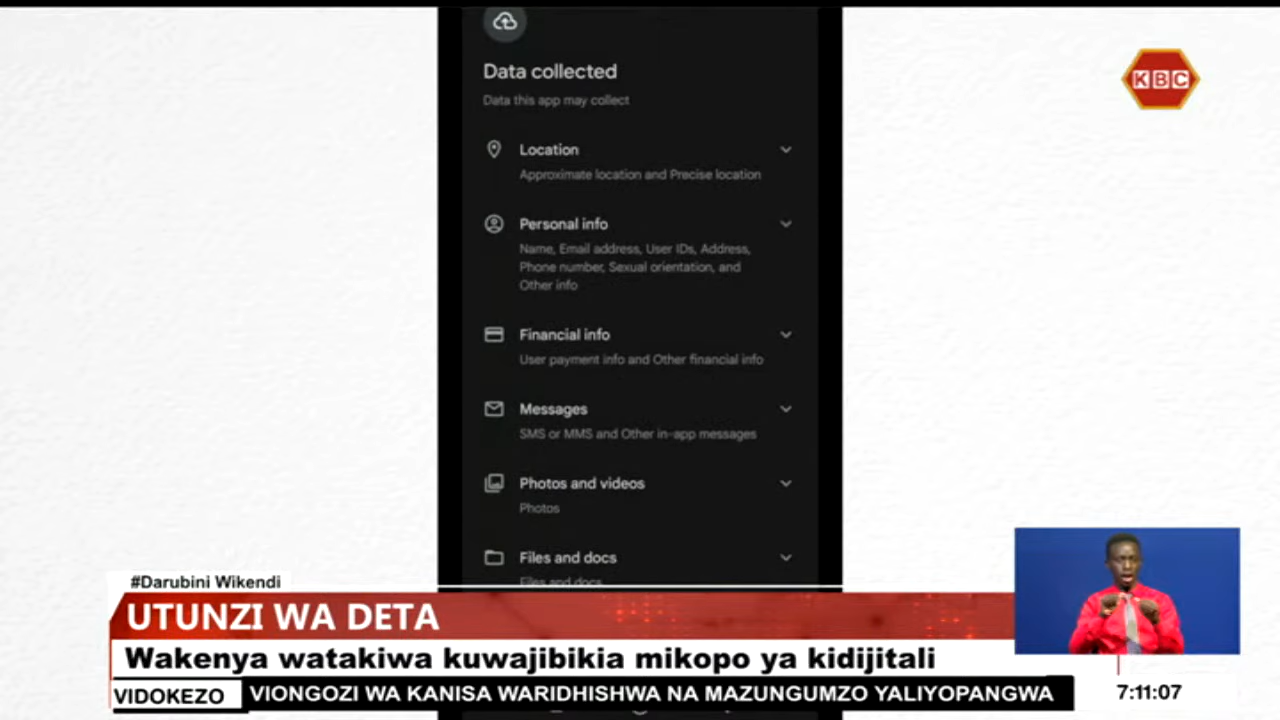 Data collected
Data this app may collect
KBC
Location
Approximate location and Precise location
Personal info
Name, Email address, User IDs, Address,
Phone number, Sexual orientation, and
Other info
Financial info
User payment info and Other financial info
Messages
SMS or MMS and Other in-app messages
Photos and videos
Photos
Files and docs
Files and docs
#Darubini Wikendi
UTUNZI WA DETA
Wakenya watakiwa kuwajibikia mikopo ya kidijitali
VIDOKEZO
VIONGOZI WA KANISA WARIDHISHWA NA MAZUNGUMZO YALIYOPANGWA
7:11:07